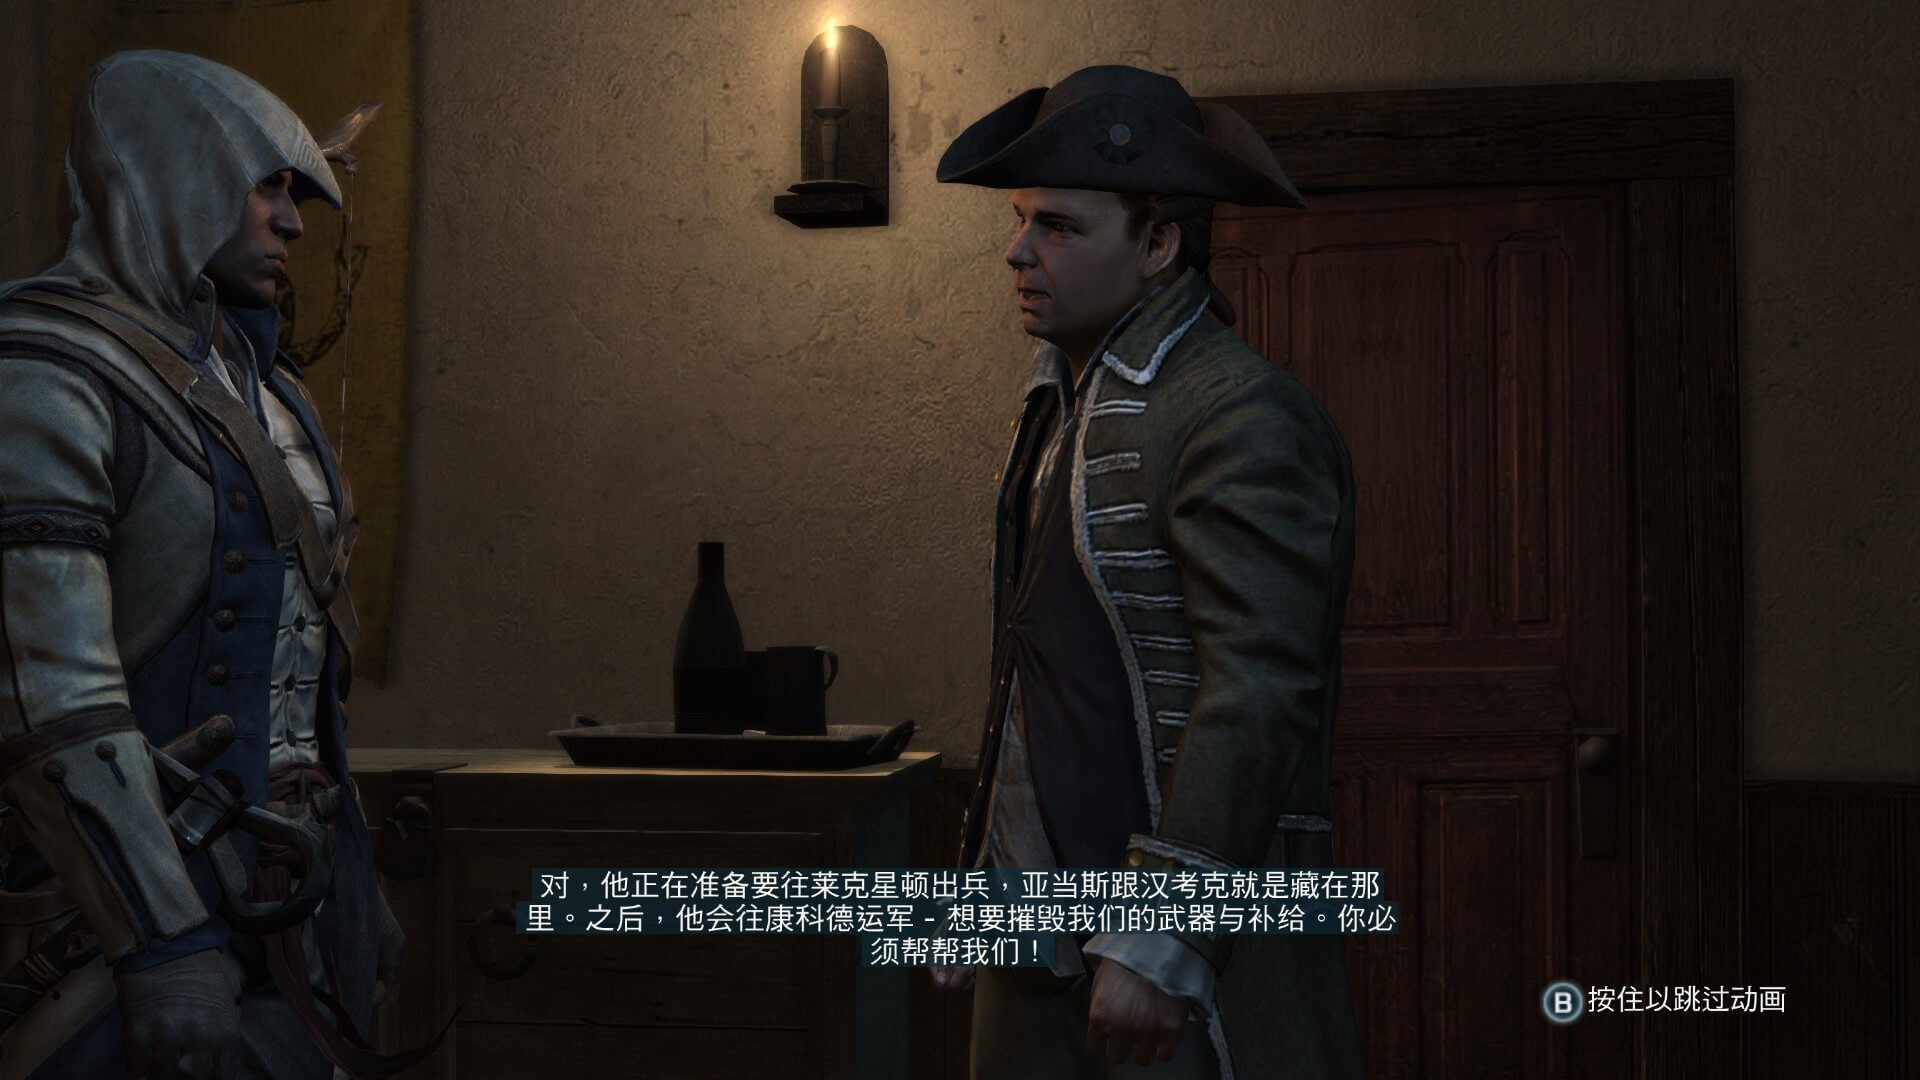 对，他正在准备要往莱克星顿出兵，亚当斯跟汉考克就是藏在那
里。之后，他会往康科德运军 - 想要摧毁我们的武器与补给。你必
须帮帮我们！
B 按住以跳过动画